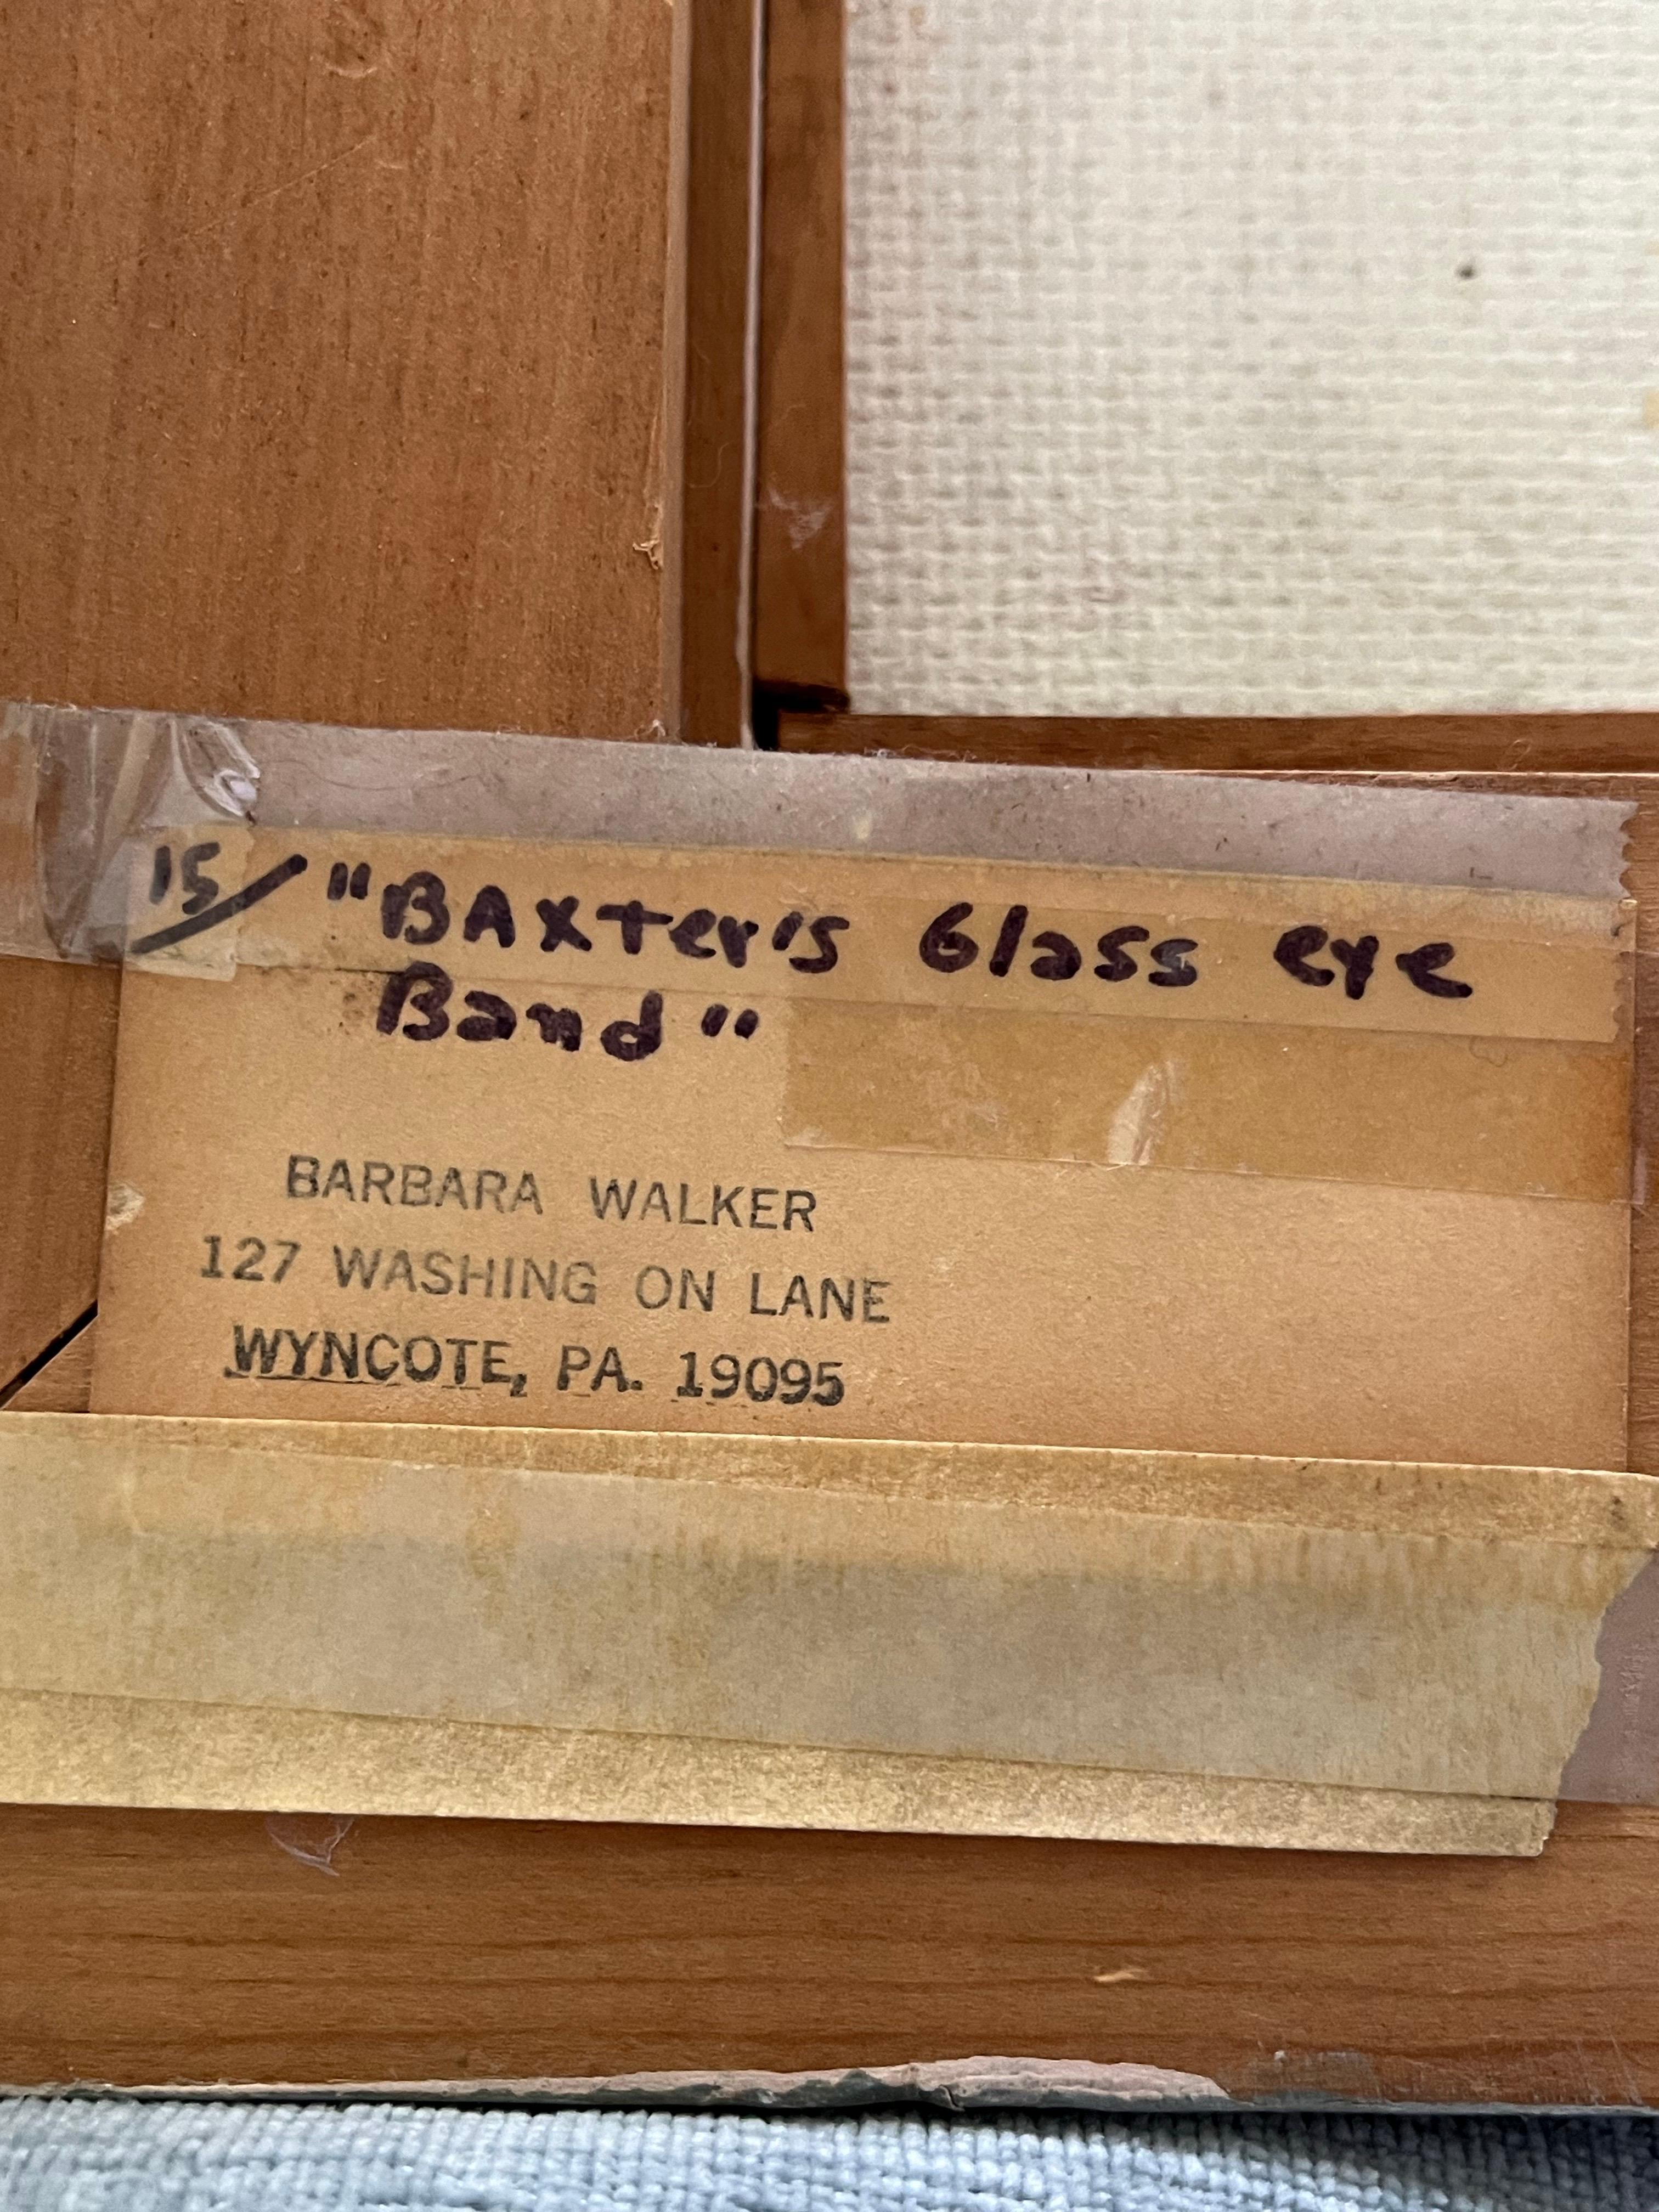 15/ "BAxter's Glass eye
Band"
BARBARA WALKER
127 WASHING ON LANE
WYNCOTE, PA. 19095